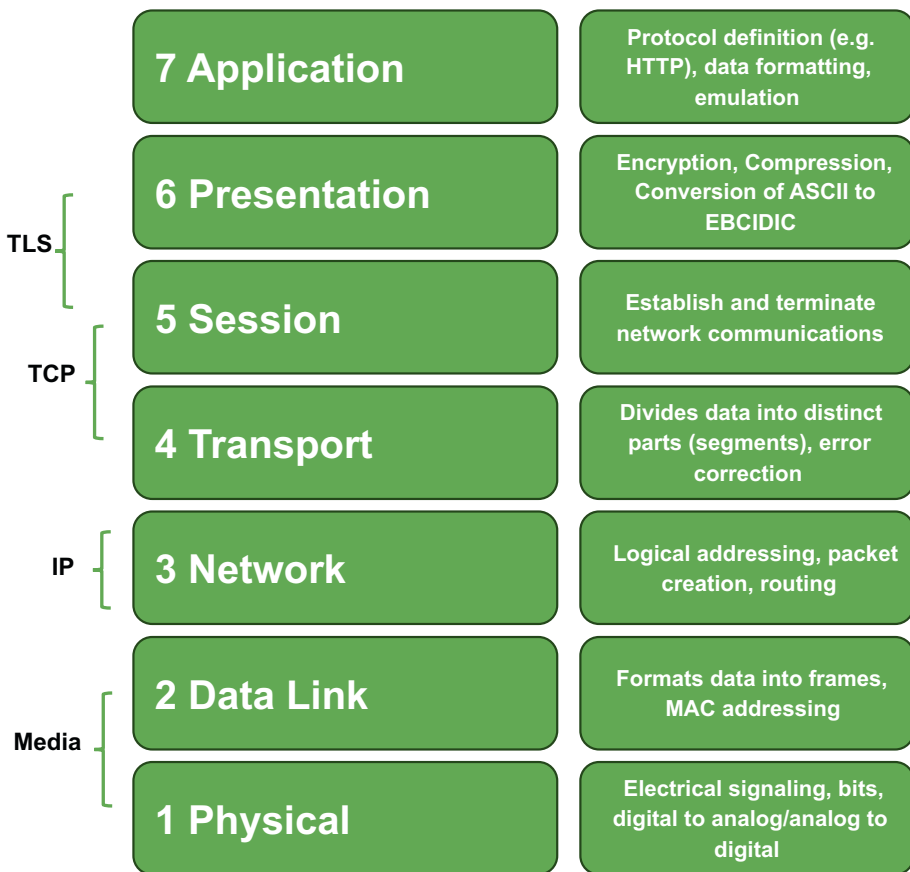 7 Application
Protocol definition (e.g.
HTTP), data formatting,
emulation
6 Presentation
Encryption, Compression,
Conversion of ASCII to
EBCIDIC
TLS
5 Session
Establish and terminate
network communications
TCP
4 Transport
Divides data into distinct
parts (segments), error
correction
IP
3 Network
Logical addressing, packet
creation, routing
2 Data Link
Formats data into frames,
MAC addressing
Media
1 Physical
Electrical signaling, bits,
digital to analog/analog to
digital